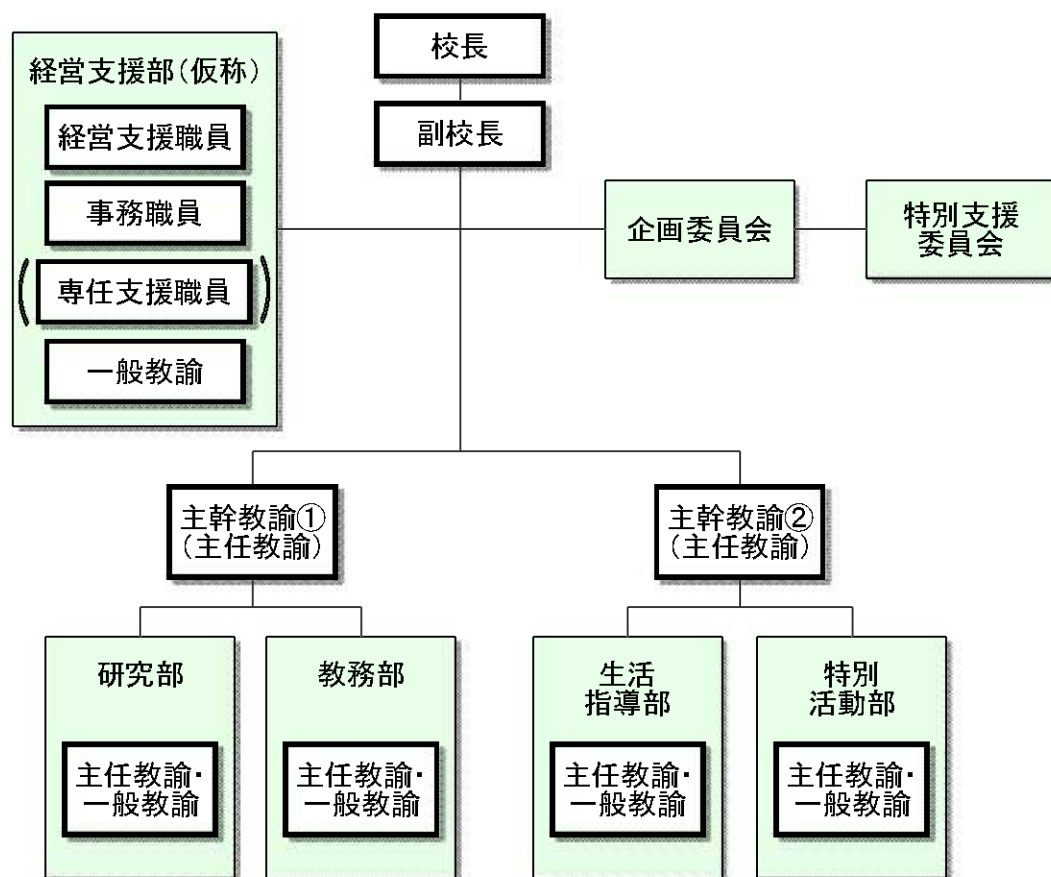 校長
副校長
経営支援部(仮称)
経営支援職員
事務職員
(専任支援職員)
一般教諭
企画委員会
特別支援
委員会
主幹教諭①
(主任教諭)
主幹教諭②
(主任教諭)
研究部
主任教諭・
一般教諭
教務部
主任教諭・
一般教諭
生活
指導部
主任教諭・
一般教諭
特別
活動部
主任教諭・
一般教諭